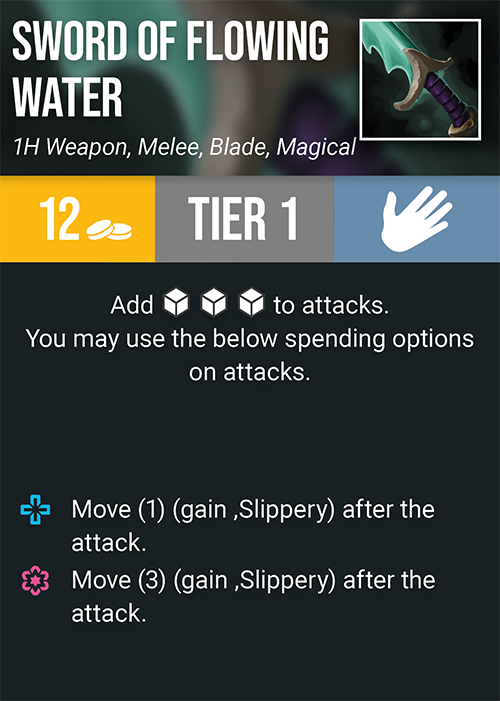 SWORD OF FLOWING
WATER
1H Weapon, Melee, Blade, Magical
12
TIER 1
Add to attacks.
You may use the below spending options
on attacks.
Move (1) (gain ,Slippery) after the
attack.
Move (3) (gain ,Slippery) after the
attack.